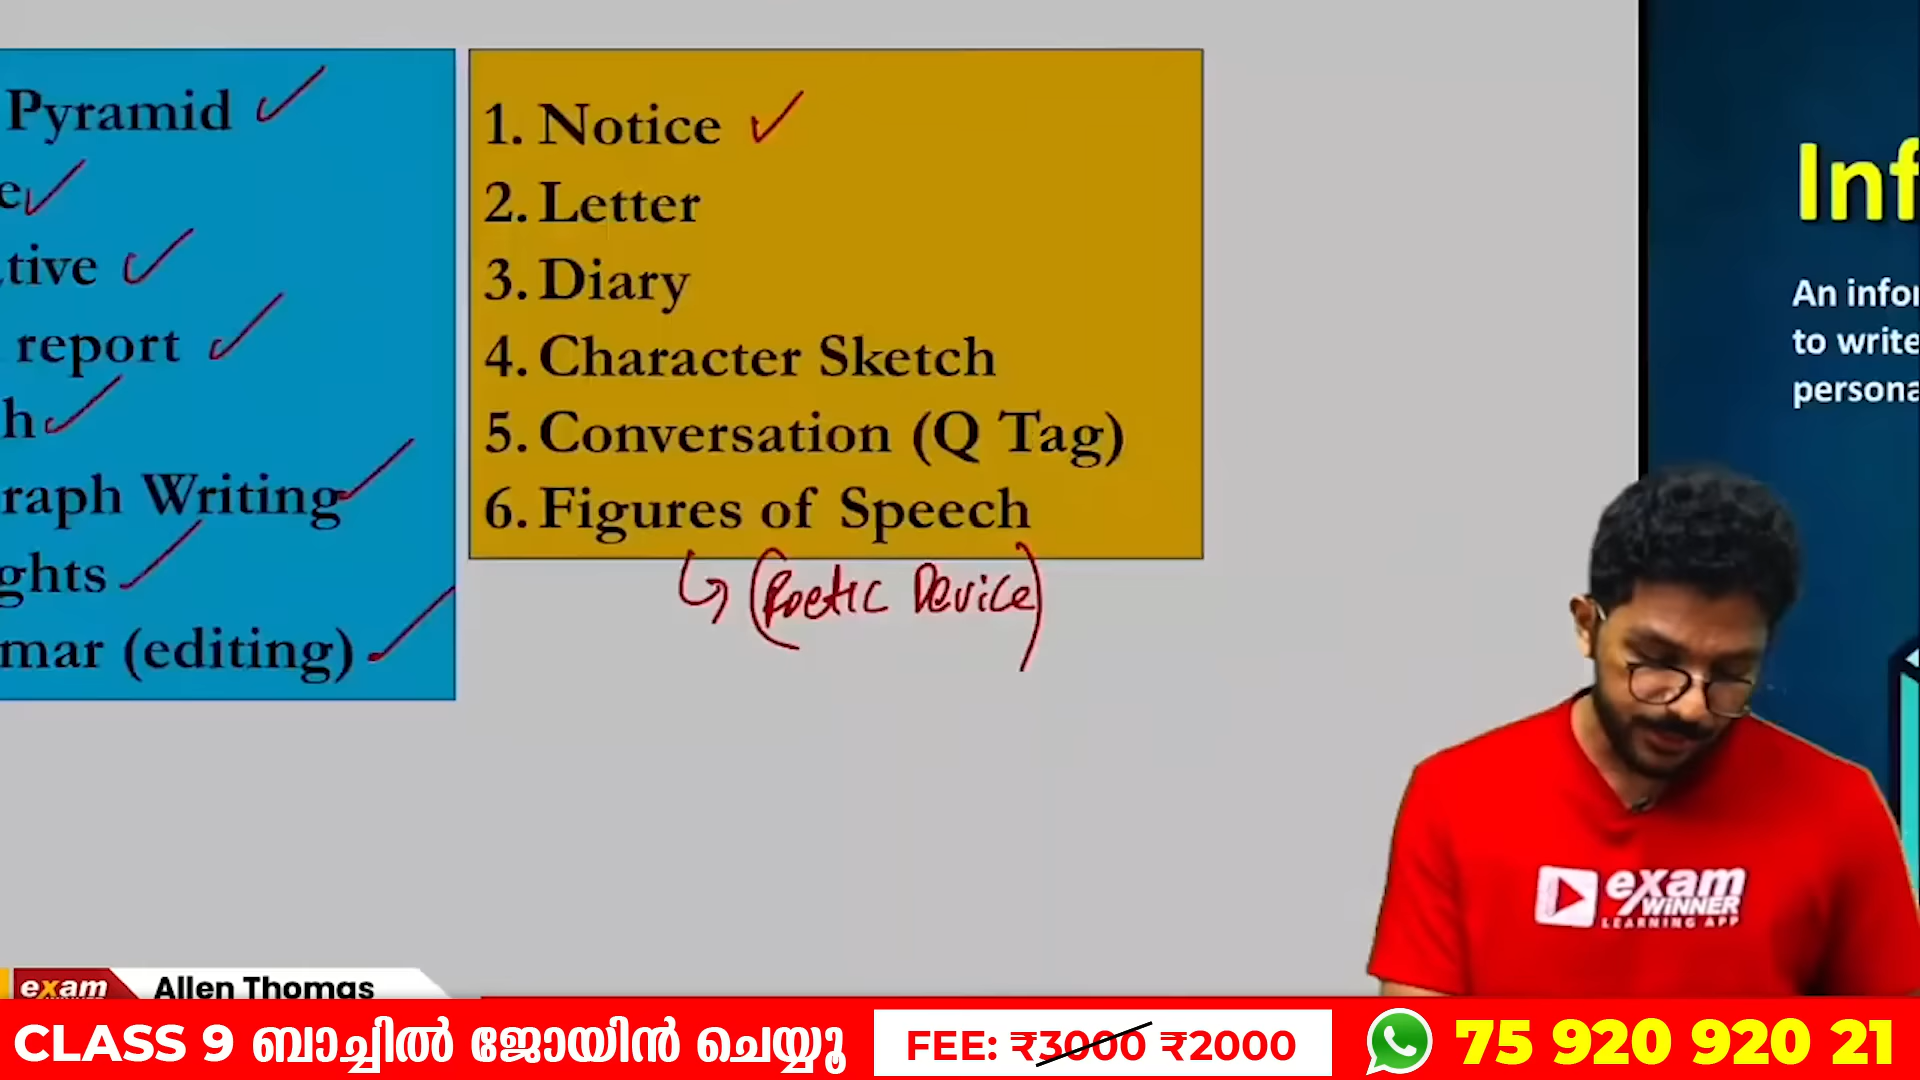 Pyramid
e
tive
report
h
raph Writing
ghts
mar (editing)
1. Notice
2. Letter
3. Diary
4. Character Sketch
5. Conversation (Q Tag)
6. Figures of Speech
(Poetic Device)
Inf
An infor
to write
persona
exam
WINNER
LEARNING APP
exam
Allen Thomas
CLASS 9 ബാച്ചിൽ ജോയിൻ ചെയ്യൂ
FEE: ₹3000 ₹2000
75 920 920 21